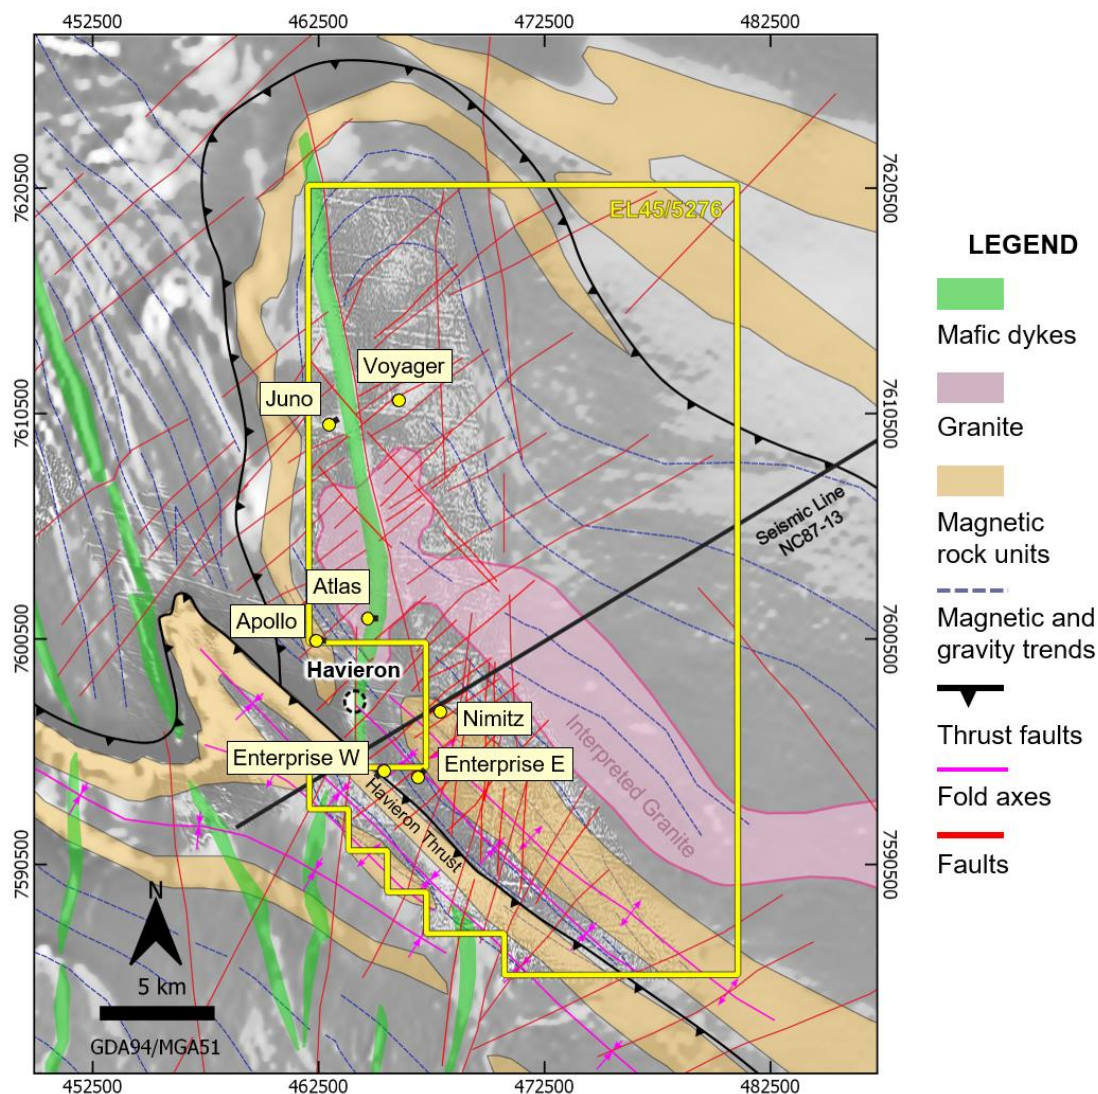 452500
462500
472500
482500
7620500
7620500
EL45/5276
LEGEND
Mafic dykes
Granite
Magnetic
rock units
Magnetic and
gravity trends
Thrust faults
Fold axes
Faults
Voyager
Juno
7610500
7610500
Seismic Line
NC87-13
Atlas
Apollo
7600500
7600500
Havieron
Nimitz
Enterprise W
Enterprise E
Interpreted Granite
Havieron Thrust
7590500
7590500
N
5 km
GDA94/MGA51
452500
462500
472500
482500